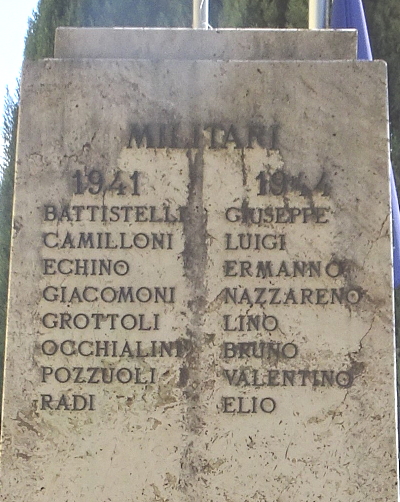 MILITARI
1941 1944
BATTISTELLI GIUSEPPE
CAMILLONI LUIGI
ECHINO ERMANNO
GIACOMONI NAZZARENO
GROTTOLI LINO
OCCHIALINI BRUNO
POZZUOLI VALENTINO
RADI ELIO